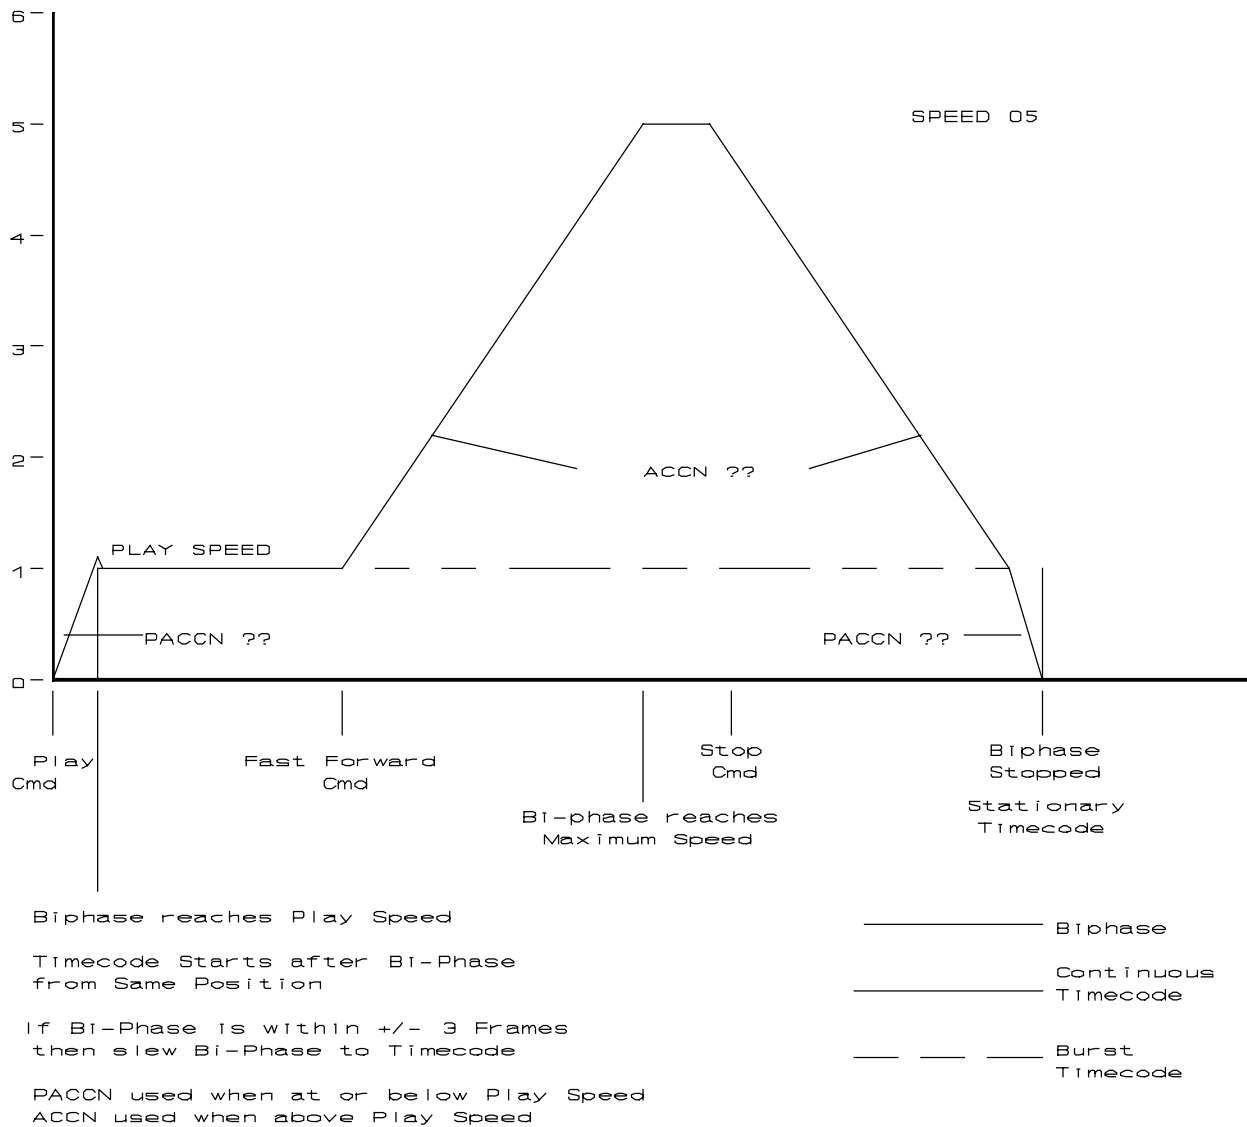 6
5
SPEED 05
4
3
2
ACCN ??
PLAY SPEED
1
PACCN ??
PACCN ??
0
Play
Cmd
Fast Forward
Cmd
Stop
Cmd
Biphase
Stopped
Stationary
Timecode
Bi-phase reaches
Maximum Speed
Biphase reaches Play Speed
Timecode Starts after Bi-Phase
from Same Position
If Bi-Phase is within +/- 3 Frames
then slew Bi-Phase to Timecode
PACCN used when at or below Play Speed
ACCN used when above Play Speed
Biphase
Continuous
Timecode
Burst
Timecode